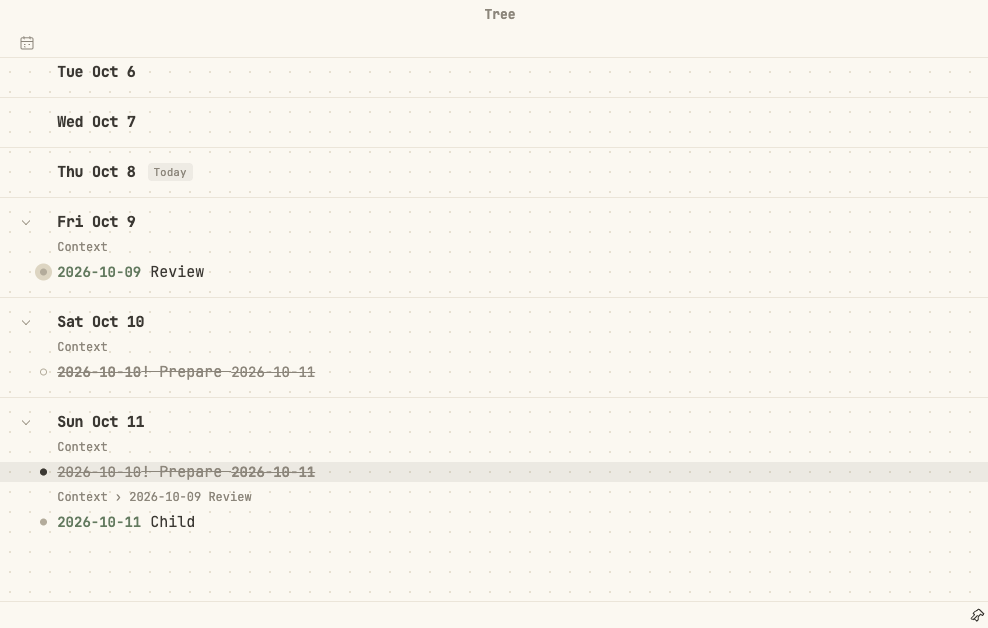 Tree
Tue Oct 6
Wed Oct 7
Thu Oct 8 Today
Fri Oct 9
Context
2026-10-09 Review
Sat Oct 10
Context
2026-10-10! Prepare 2026-10-11
Sun Oct 11
Context
2026-10-10! Prepare 2026-10-11
Context › 2026-10-09 Review
2026-10-11 Child